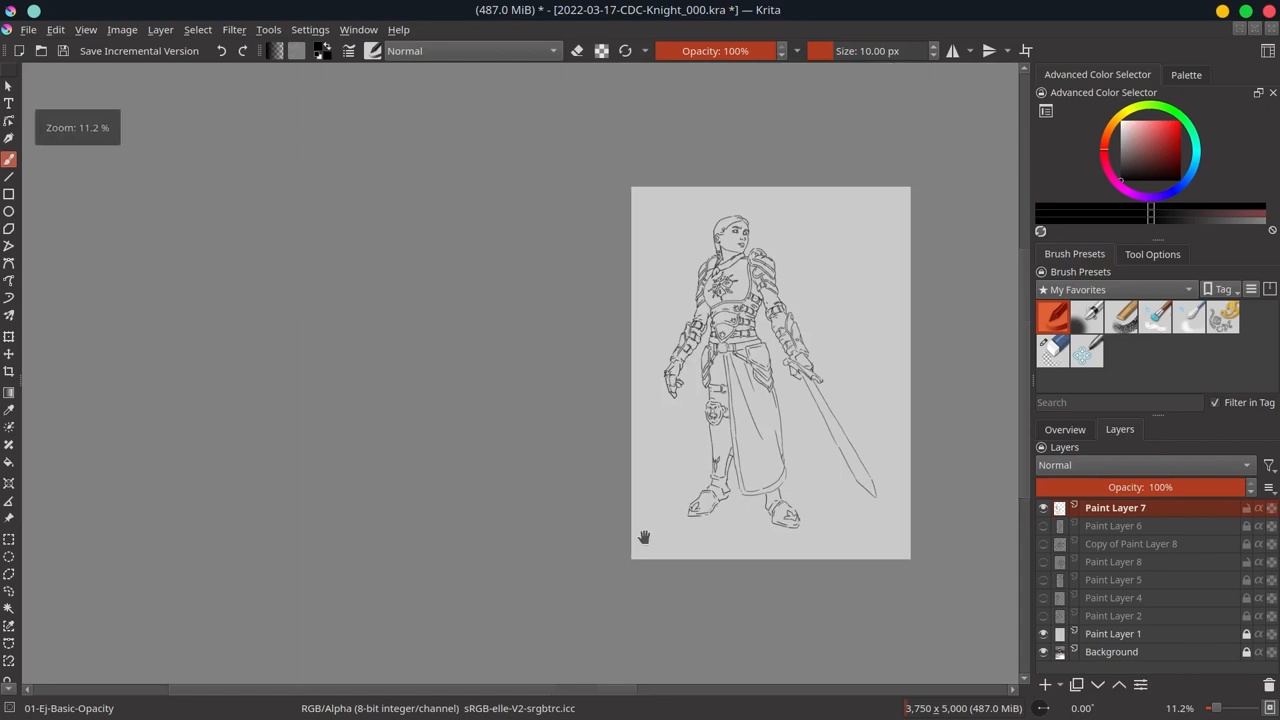 (487.0 MiB) * - [2022-03-17-CDC-Knight_000.kra *] — Krita
File Edit View Image Layer Select Filter Tools Settings Window Help
Save Incremental Version
Normal
Opacity: 100%
Size: 10.00 px
Zoom: 11.2 %
Advanced Color Selector
Palette
Advanced Color Selector
Brush Presets
Tool Options
Brush Presets
★ My Favorites
Tag
Search
Filter in Tag
Overview
Layers
Layers
Normal
Opacity: 100%
Paint Layer 7
Paint Layer 6
Copy of Paint Layer 8
Paint Layer 8
Paint Layer 5
Paint Layer 4
Paint Layer 2
Paint Layer 1
Background
01-Ej-Basic-Opacity
RGB/Alpha (8-bit integer/channel) sRGB-elle-V2-srgbtrc.icc
3,750 x 5,000 (487.0 MiB)
0.00°
11.2%